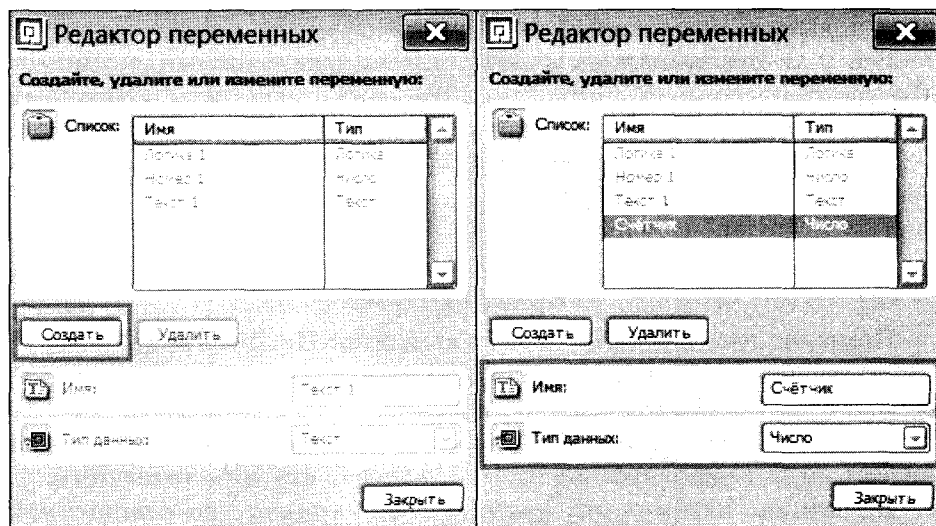 Редактор переменных
Создайте, удалите или измените переменную:
Список:
Имя Тип
Логика 1 Логика
Номер 1 Число
Текст 1 Текст
Создать Удалить
Имя: Текст 1
Тип данных: Текст
Закрыть
Редактор переменных
Создайте, удалите или измените переменную:
Список:
Имя Тип
Логика 1 Логика
Номер 1 Число
Текст 1 Текст
Счётчик Число
Создать Удалить
Имя: Счётчик
Тип данных: Число
Закрыть